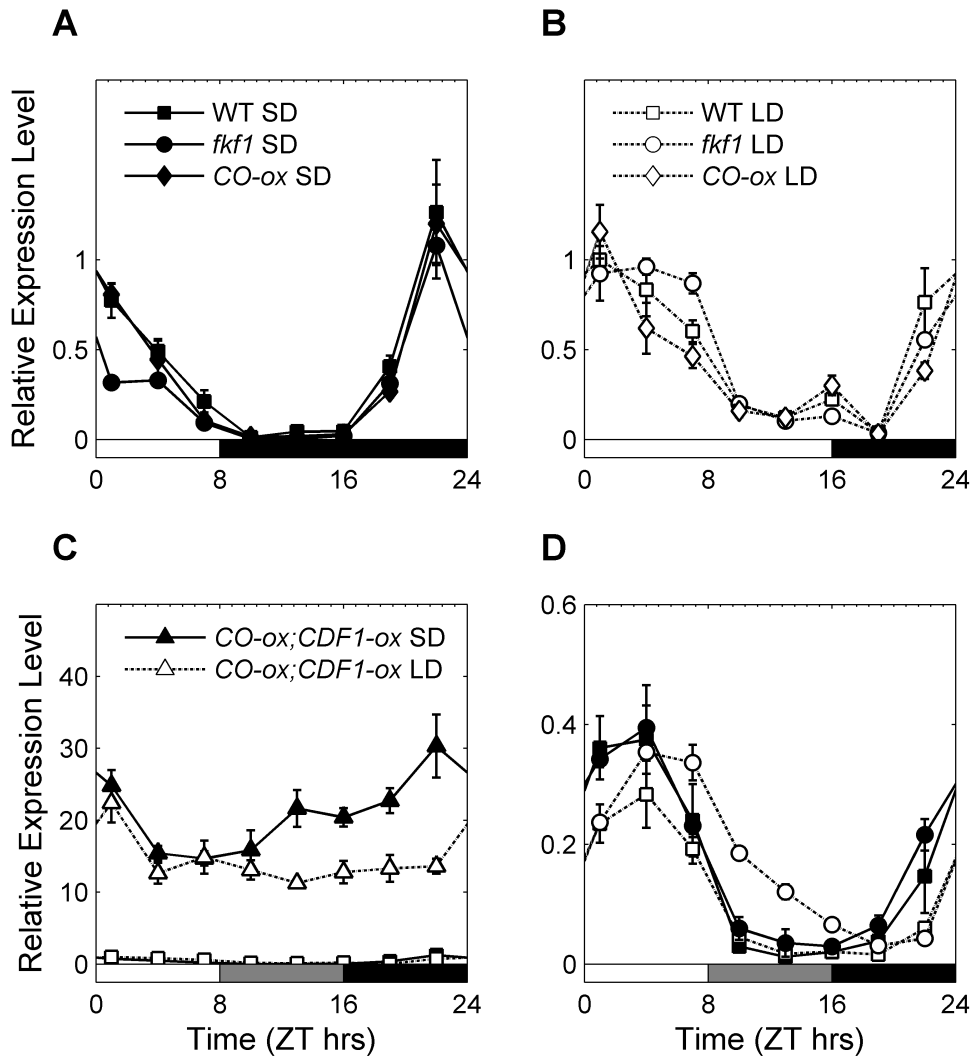 A
Relative Expression Level
WT SD
fkf1 SD
CO-ox SD
1
0.5
0
0 8 16 24
B
WT LD
fkf1 LD
CO-ox LD
1
0.5
0
0 8 16 24
C
Relative Expression Level
CO-ox;CDF1-ox SD
CO-ox;CDF1-ox LD
40
30
20
10
0
0 8 16 24
Time (ZT hrs)
D
0.6
0.4
0.2
0
0 8 16 24
Time (ZT hrs)